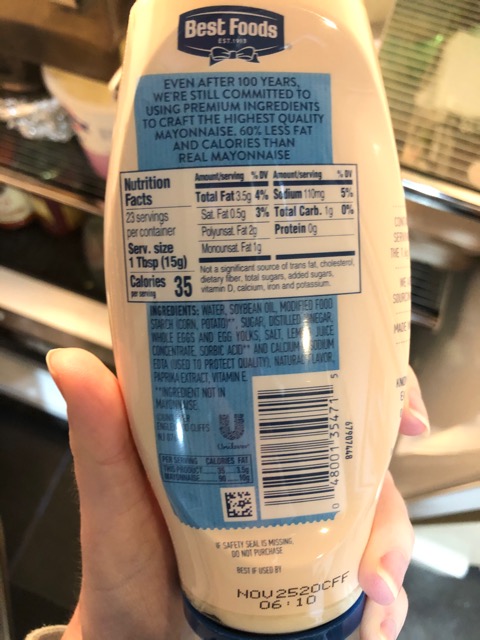 Best Foods
EST. 1913
EVEN AFTER 100 YEARS,
WE'RE STILL COMMITTED TO
USING PREMIUM INGREDIENTS
TO CRAFT THE HIGHEST QUALITY
MAYONNAISE. 60% LESS FAT
AND CALORIES THAN
REAL MAYONNAISE
Nutrition
Facts
23 servings
per container
Serv. size
1 Tbsp (15g)
Calories 35
per serving
Amount/serving % DV
Total Fat 3.5g 4%
Sat. Fat 0.5g 3%
Polyunsat. Fat 2g
Monounsat. Fat 1g
Amount/serving % DV
Sodium 110mg 5%
Total Carb. 1g 0%
Protein 0g
Not a significant source of trans fat, cholesterol,
dietary fiber, total sugars, added sugars,
vitamin D, calcium, iron and potassium.
INGREDIENTS: WATER, SOYBEAN OIL, MODIFIED FOOD
STARCH (CORN, POTATO)**, SUGAR, DISTILLED VINEGAR,
WHOLE EGGS AND EGG YOLKS, SALT, LEMON JUICE
CONCENTRATE, SORBIC ACID** AND CALCIUM DISODIUM
EDTA (USED TO PROTECT QUALITY), NATURAL FLAVOR,
PAPRIKA EXTRACT, VITAMIN E.
**INGREDIENT NOT IN
MAYONNAISE
CLIFFS
Unilever
PER SERVING CALORIES FAT
THIS PRODUCT 35 3.5g
MAYONNAISE 90 10g
0 48001 35471 5
67907448
IF SAFETY SEAL IS MISSING,
DO NOT PURCHASE
BEST IF USED BY
NOV2520CFF
06:10
THE
MADE